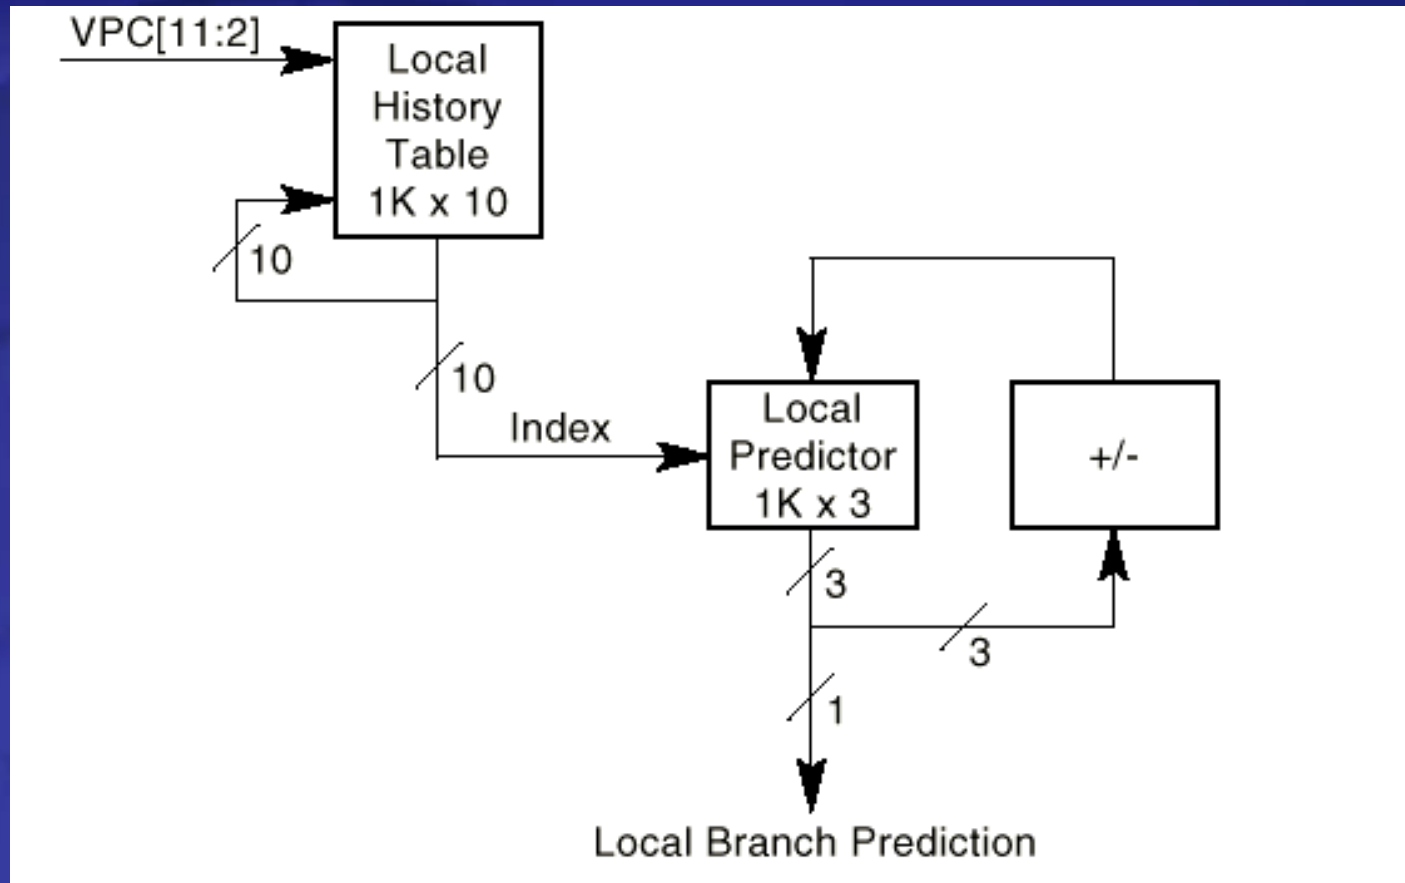 VPC[11:2]
Local
History
Table
1K x 10
10
10
Index
Local
Predictor
1K x 3
+/-
3
3
1
Local Branch Prediction